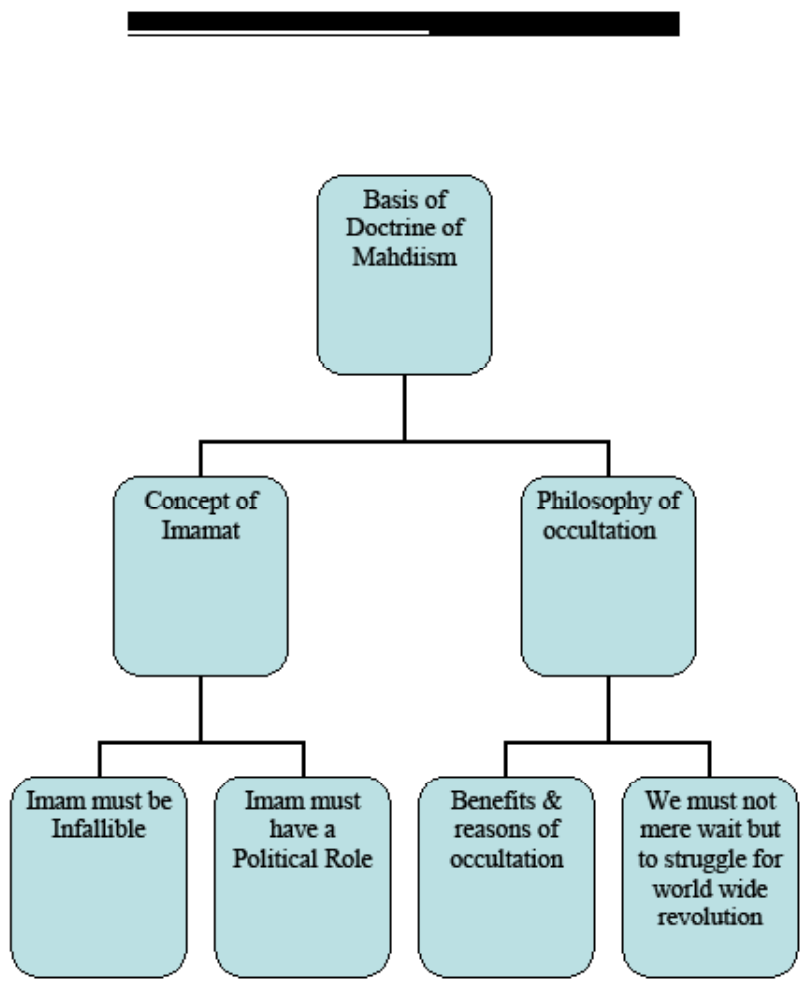 Basis of
Doctrine of
Mahdiism
Concept of
Imamat
Philosophy of
occultation
Imam must be
Infallible
Imam must
have a
Political Role
Benefits &
reasons of
occultation
We must not
mere wait but
to struggle for
world wide
revolution